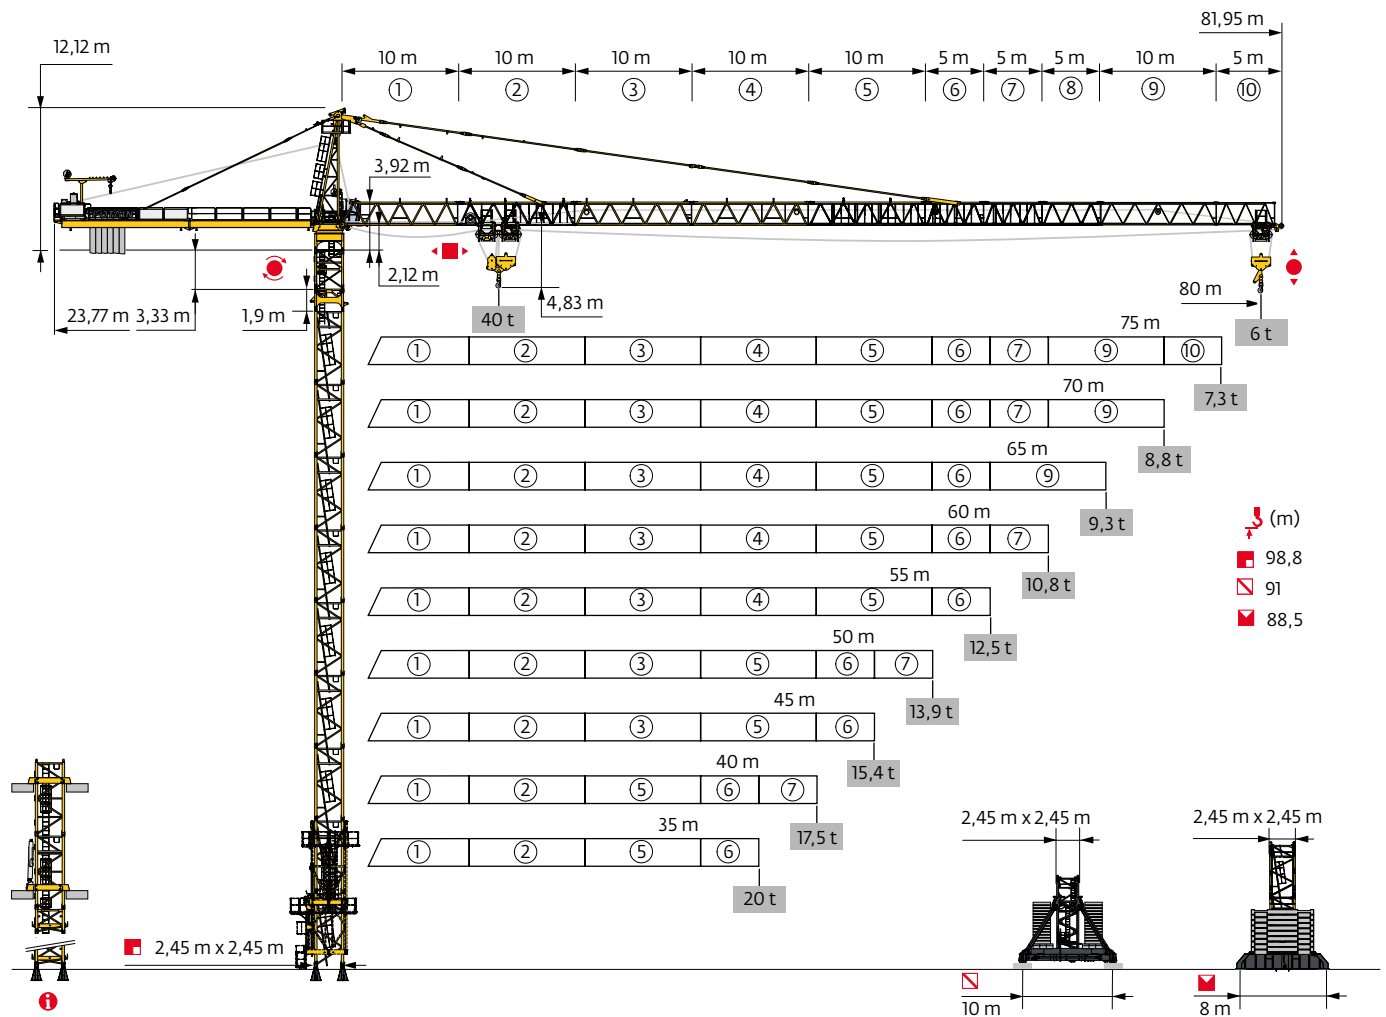 81,95 m
12,12 m
10 m 10 m 10 m 10 m 10 m 5 m 5 m 5 m 10 m 5 m
1 2 3 4 5 6 7 8 9 10
3,92 m
2,12 m
4,83 m
80 m
23,77 m 3,33 m 1,9 m
40 t
6 t
75 m
1 2 3 4 5 6 7 9 10
7,3 t
70 m
1 2 3 4 5 6 7 9
8,8 t
65 m
1 2 3 4 5 6 9
9,3 t
60 m
1 2 3 4 5 6 7
10,8 t
55 m
1 2 3 4 5 6
12,5 t
50 m
1 2 3 5 6 7
13,9 t
45 m
1 2 3 5 6
15,4 t
40 m
1 2 5 6 7
17,5 t
35 m
1 2 5 6
20 t
(m)
98,8
91
88,5
2,45 m x 2,45 m
2,45 m x 2,45 m
2,45 m x 2,45 m
i
10 m
8 m